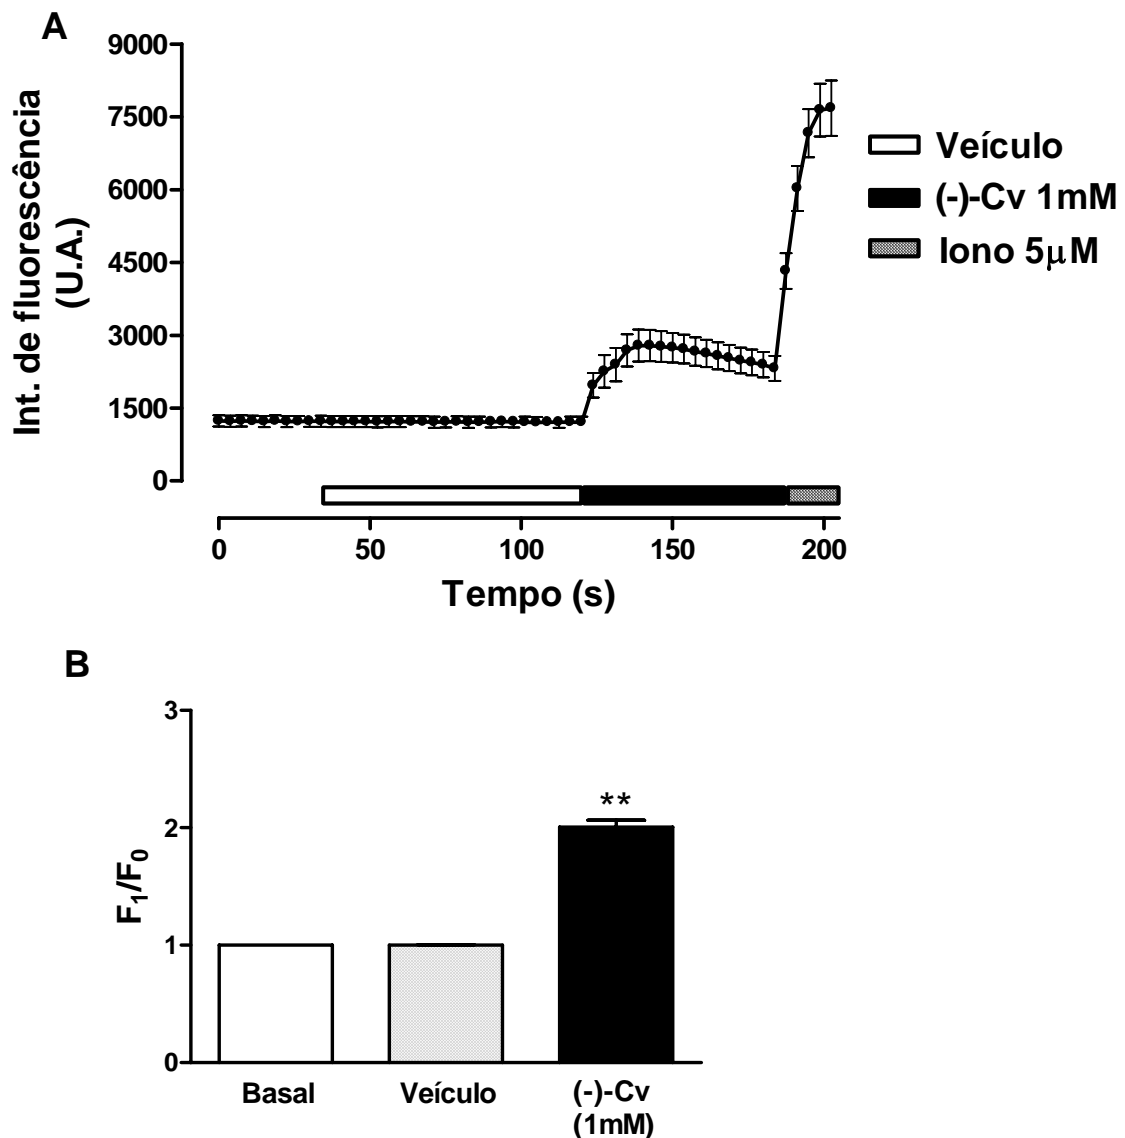 A
9000
7500
6000
4500
3000
1500
0
Int. de fluorescência
(U.A.)
Veículo
(-)-Cv 1mM
Iono 5μM
0 50 100 150 200
Tempo (s)
B
3
2
1
0
F1/F0
**
Basal Veículo (-)-Cv
(1mM)